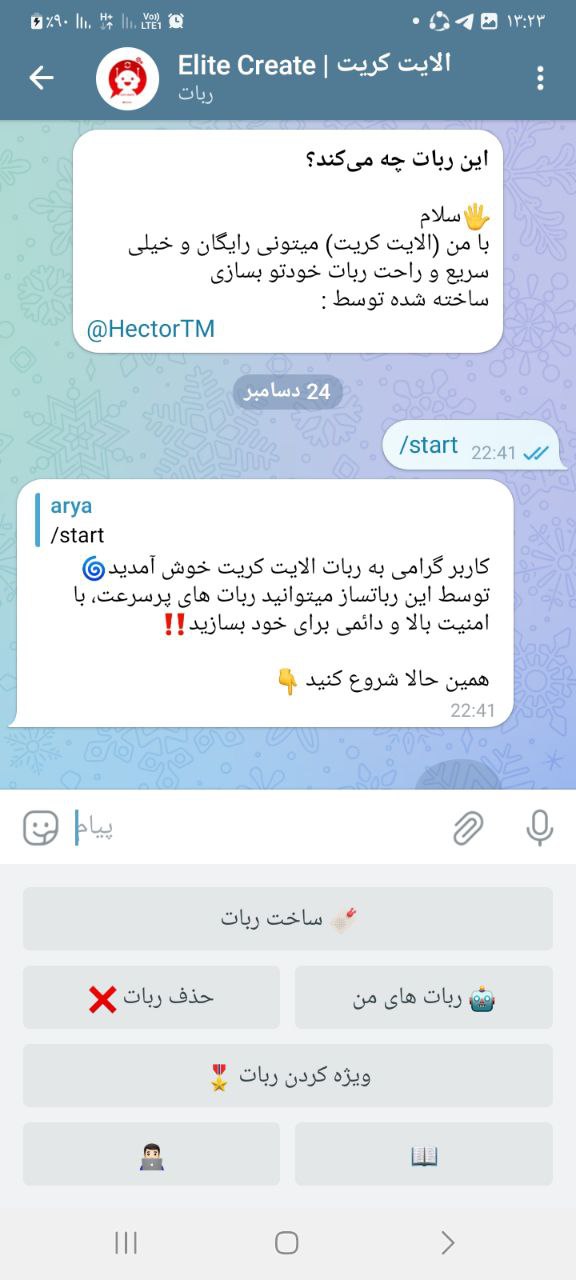 ٪۹۰ H+ Vo)) LTE1 ۱۳:۲۳
Elite Create | الایت کریت
ربات
این ربات چه می‌کند؟
🖐سلام
با من (الایت کریت) میتونی رایگان و خیلی
سریع و راحت ربات خودتو بسازی
ساخته شده توسط :
@HectorTM
24 دسامبر
/start 22:41
arya
/start
کاربر گرامی به ربات الایت کریت خوش آمدید🌀
توسط این رباتساز میتوانید ربات های پرسرعت، با
امنیت بالا و دائمی برای خود بسازید‼️
همین حالا شروع کنید 👇
22:41
پیام
🚀 ساخت ربات
🤖 ربات های من
حذف ربات ❌
ویژه کردن ربات 🎖